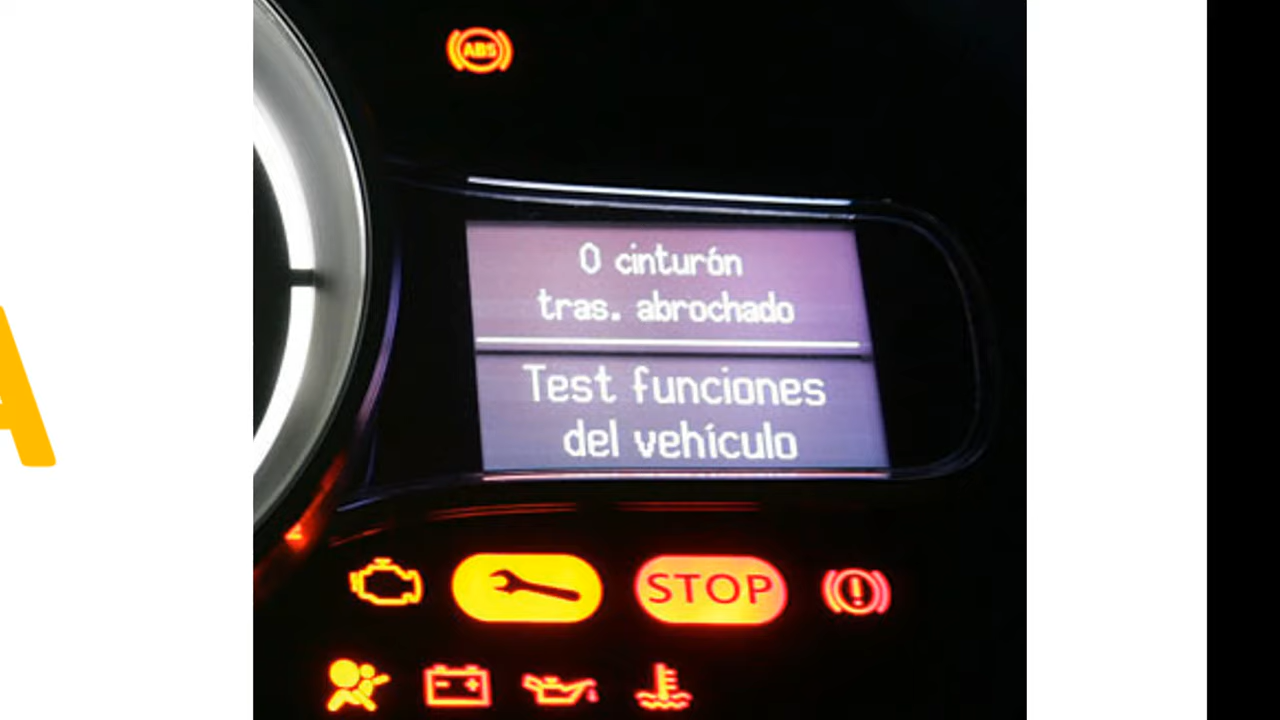 A
ABS
0 cinturón
tras. abrochado
Test funciones
del vehículo
STOP